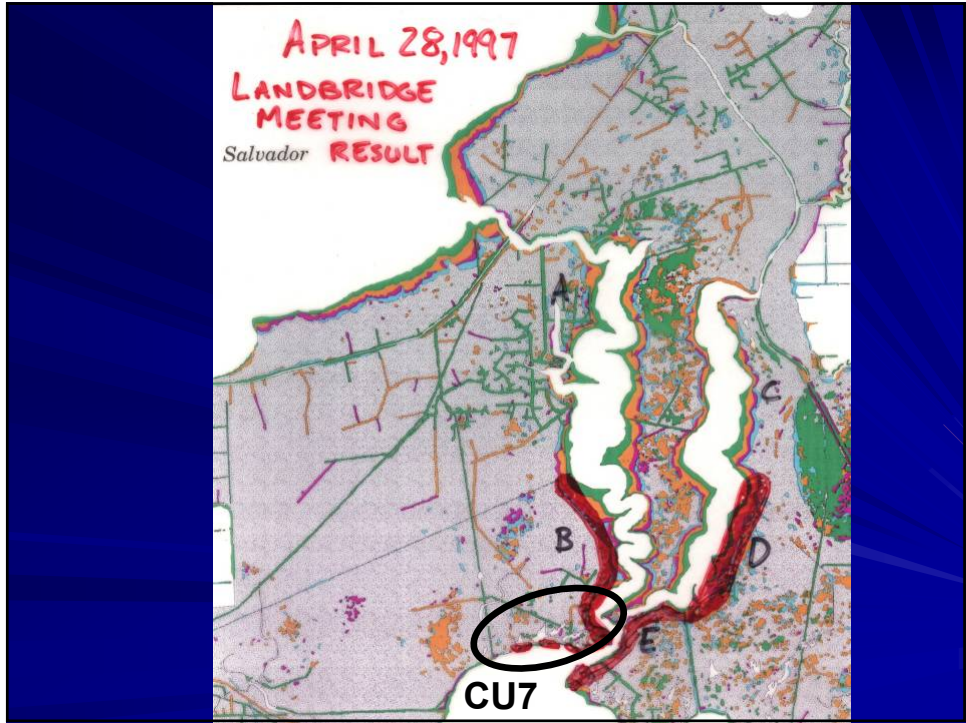 APRIL 28, 1997
LANDBRIDGE
MEETING
Salvador RESULT
A
C
B
D
E
CU7